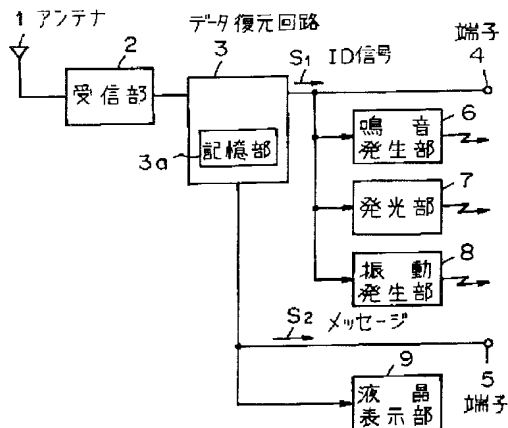 1 アンテナ
2
受信部
データ復元回路
3
3a
記憶部
S1 ID信号
端子
4
6
鳴音
発生部
7
発光部
8
振動
発生部
S2 メッセージ
5
端子
9
液晶
表示部